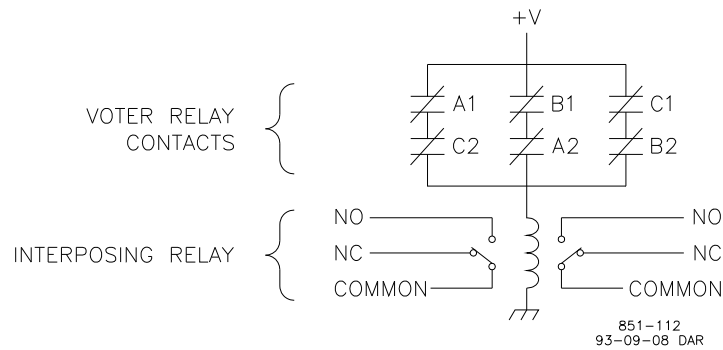 +V
VOTER RELAY
CONTACTS
A1 B1 C1
C2 A2 B2
INTERPOSING RELAY
NO NO
NC NC
COMMON COMMON
851-112
93-09-08 DAR